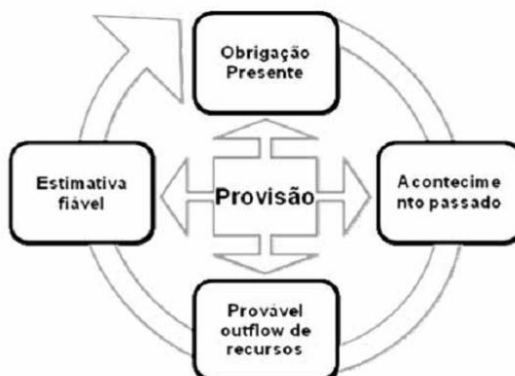 Obrigação
Presente
Estimativa
fiável
Provisão
Acontecime
nto passado
Provável
outflow de
recursos